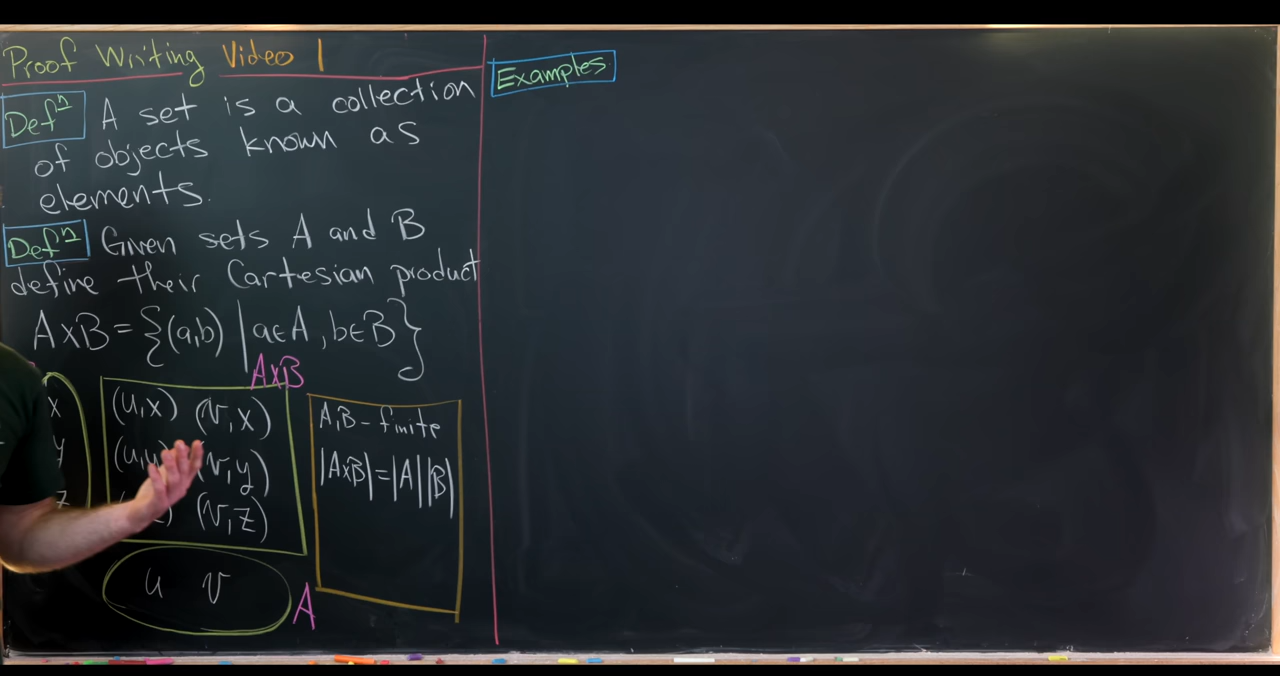 Proof Writing Video 1
Defⁿ A set is a collection
of objects known as
elements.
Defⁿ Given sets A and B
define their Cartesian product
A×B = {(a,b) | a∈A, b∈B}
A×B
x
y
z
(u,x) (v,x)
(v,y)
(v,z)
u v
A
A,B - finite
|A×B| = |A||B|
Examples